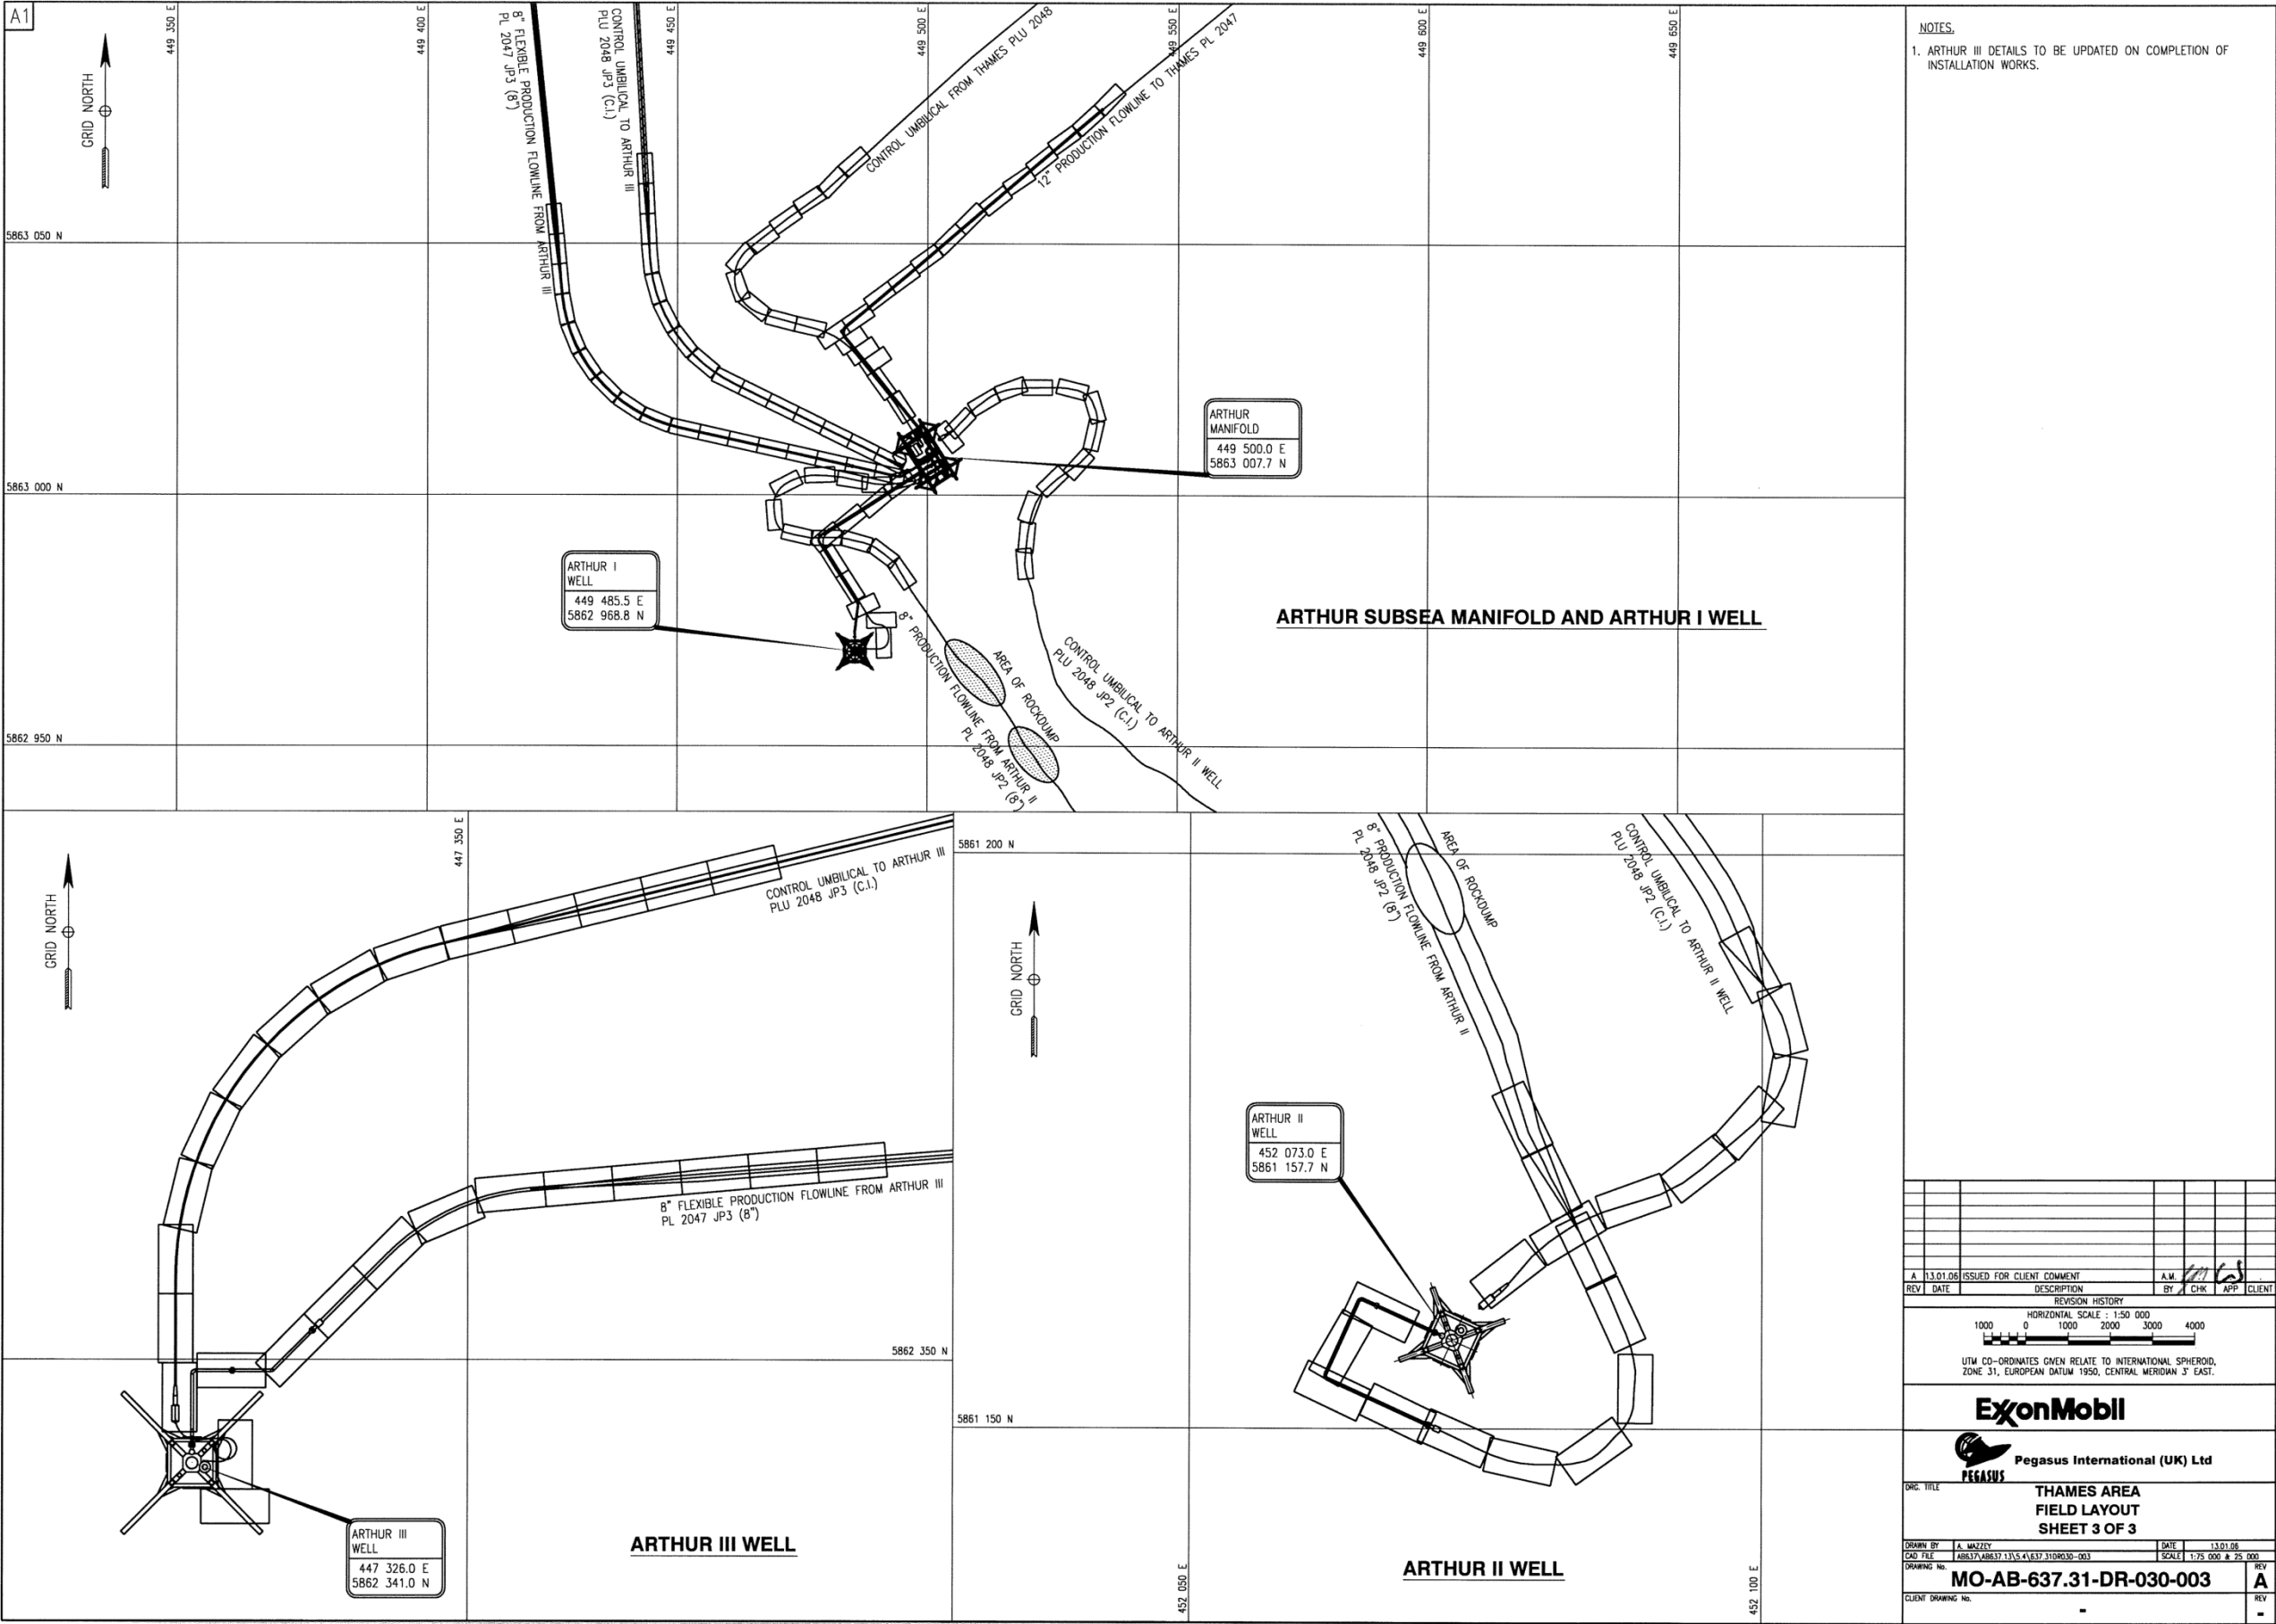 A1
GRID NORTH
449 350 E
449 400 E
449 450 E
449 500 E
449 550 E
449 600 E
449 650 E
5863 050 N
5863 000 N
5862 950 N
8" FLEXIBLE PRODUCTION FLOWLINE FROM ARTHUR III
PL 2047 JP3 (8")
CONTROL UMBILICAL TO ARTHUR III
PLU 2048 JP3 (C.I.)
CONTROL UMBILICAL FROM THAMES PLU 2048
12" PRODUCTION FLOWLINE TO THAMES PL 2047
ARTHUR
MANIFOLD
449 500.0 E
5863 007.7 N
ARTHUR I
WELL
449 485.5 E
5862 968.8 N
8" PRODUCTION FLOWLINE FROM ARTHUR II
PL 2048 JP2 (8")
AREA OF ROCKDUMP
CONTROL UMBILICAL TO ARTHUR II WELL
PLU 2048 JP2 (C.I.)
ARTHUR SUBSEA MANIFOLD AND ARTHUR I WELL
GRID NORTH
447 350 E
CONTROL UMBILICAL TO ARTHUR III
PLU 2048 JP3 (C.I.)
8" FLEXIBLE PRODUCTION FLOWLINE FROM ARTHUR III
PL 2047 JP3 (8")
5862 350 N
ARTHUR III
WELL
447 326.0 E
5862 341.0 N
ARTHUR III WELL
5861 200 N
GRID NORTH
8" PRODUCTION FLOWLINE FROM ARTHUR II
PL 2048 JP2 (8")
AREA OF ROCKDUMP
CONTROL UMBILICAL TO ARTHUR II WELL
PLU 2048 JP2 (C.I.)
ARTHUR II
WELL
452 073.0 E
5861 157.7 N
5861 150 N
452 050 E
452 100 E
ARTHUR II WELL
NOTES.
1. ARTHUR III DETAILS TO BE UPDATED ON COMPLETION OF
INSTALLATION WORKS.
A 13.01.06 ISSUED FOR CLIENT COMMENT A.M.
REV DATE DESCRIPTION BY CHK APP CLIENT
REVISION HISTORY
HORIZONTAL SCALE : 1:50 000
1000 0 1000 2000 3000 4000
UTM CO-ORDINATES GIVEN RELATE TO INTERNATIONAL SPHEROID,
ZONE 31, EUROPEAN DATUM 1950, CENTRAL MERIDIAN 3° EAST.
ExxonMobil
PEGASUS
Pegasus International (UK) Ltd
DRG. TITLE
THAMES AREA
FIELD LAYOUT
SHEET 3 OF 3
DRAWN BY A. MAZZEY DATE 13.01.06
CAD FILE AB637\AB637.13\5.4\637.310R030-003 SCALE 1:75 000 & 25 000
DRAWING No. REV
MO-AB-637.31-DR-030-003 A
CLIENT DRAWING No. REV
- -